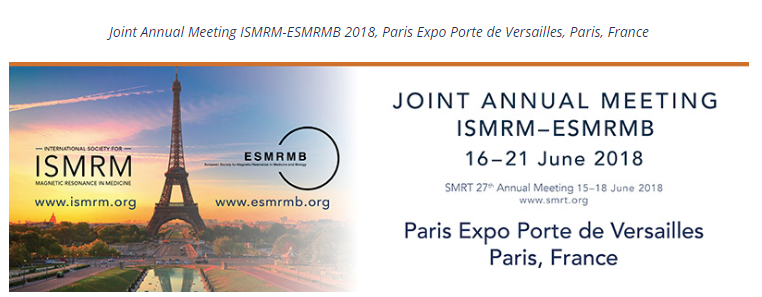 Joint Annual Meeting ISMRM-ESMRMB 2018, Paris Expo Porte de Versailles, Paris, France
INTERNATIONAL SOCIETY FOR
ISMRM
MAGNETIC RESONANCE IN MEDICINE
www.ismrm.org
ESMRMB
European Society for Magnetic Resonance in Medicine and Biology
www.esmrmb.org
JOINT ANNUAL MEETING
ISMRM–ESMRMB
16–21 June 2018
SMRT 27th Annual Meeting 15–18 June 2018
www.smrt.org
Paris Expo Porte de Versailles
Paris, France